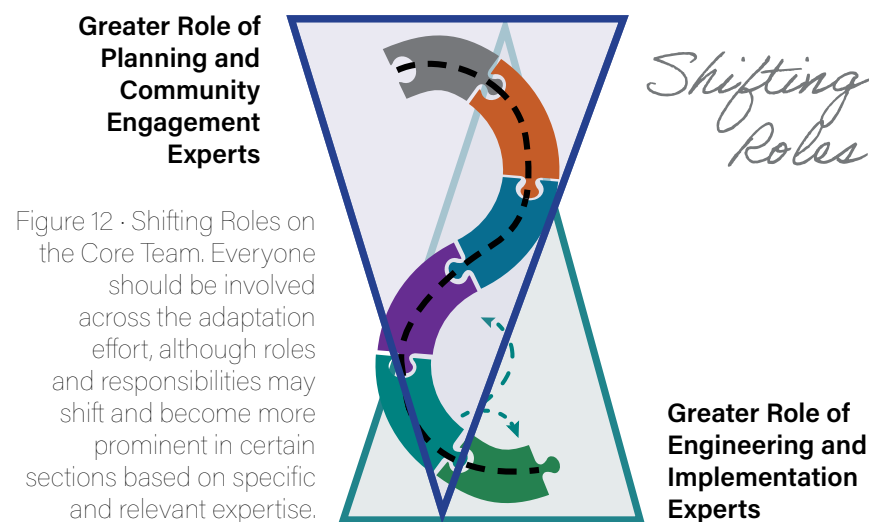 Greater Role of
Planning and
Community
Engagement
Experts
Shifting
Roles
Figure 12 · Shifting Roles on
the Core Team. Everyone
should be involved
across the adaptation
effort, although roles
and responsibilities may
shift and become more
prominent in certain
sections based on specific
and relevant expertise.
Greater Role of
Engineering and
Implementation
Experts